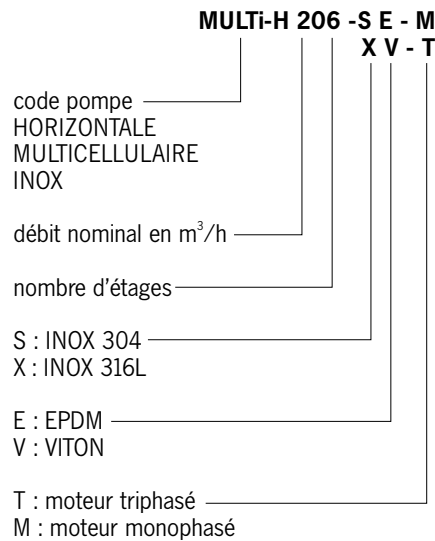 MULTi-H 206 -S E - M
X V - T
code pompe
HORIZONTALE
MULTICELLULAIRE
INOX
débit nominal en m³/h
nombre d'étages
S : INOX 304
X : INOX 316L
E : EPDM
V : VITON
T : moteur triphasé
M : moteur monophasé